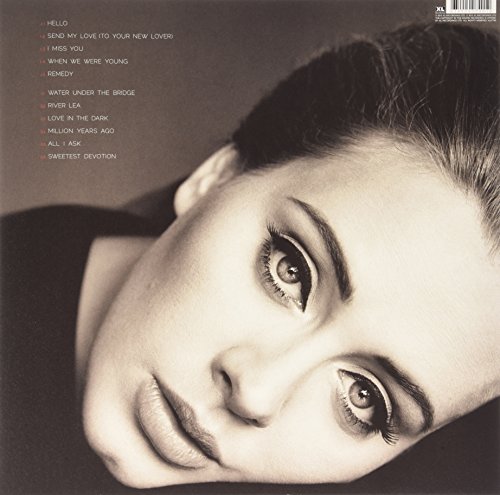 HELLO
SEND MY LOVE (TO YOUR NEW LOVER)
I MISS YOU
WHEN WE WERE YOUNG
REMEDY
WATER UNDER THE BRIDGE
RIVER LEA
LOVE IN THE DARK
MILLION YEARS AGO
ALL I ASK
SWEETEST DEVOTION
XL